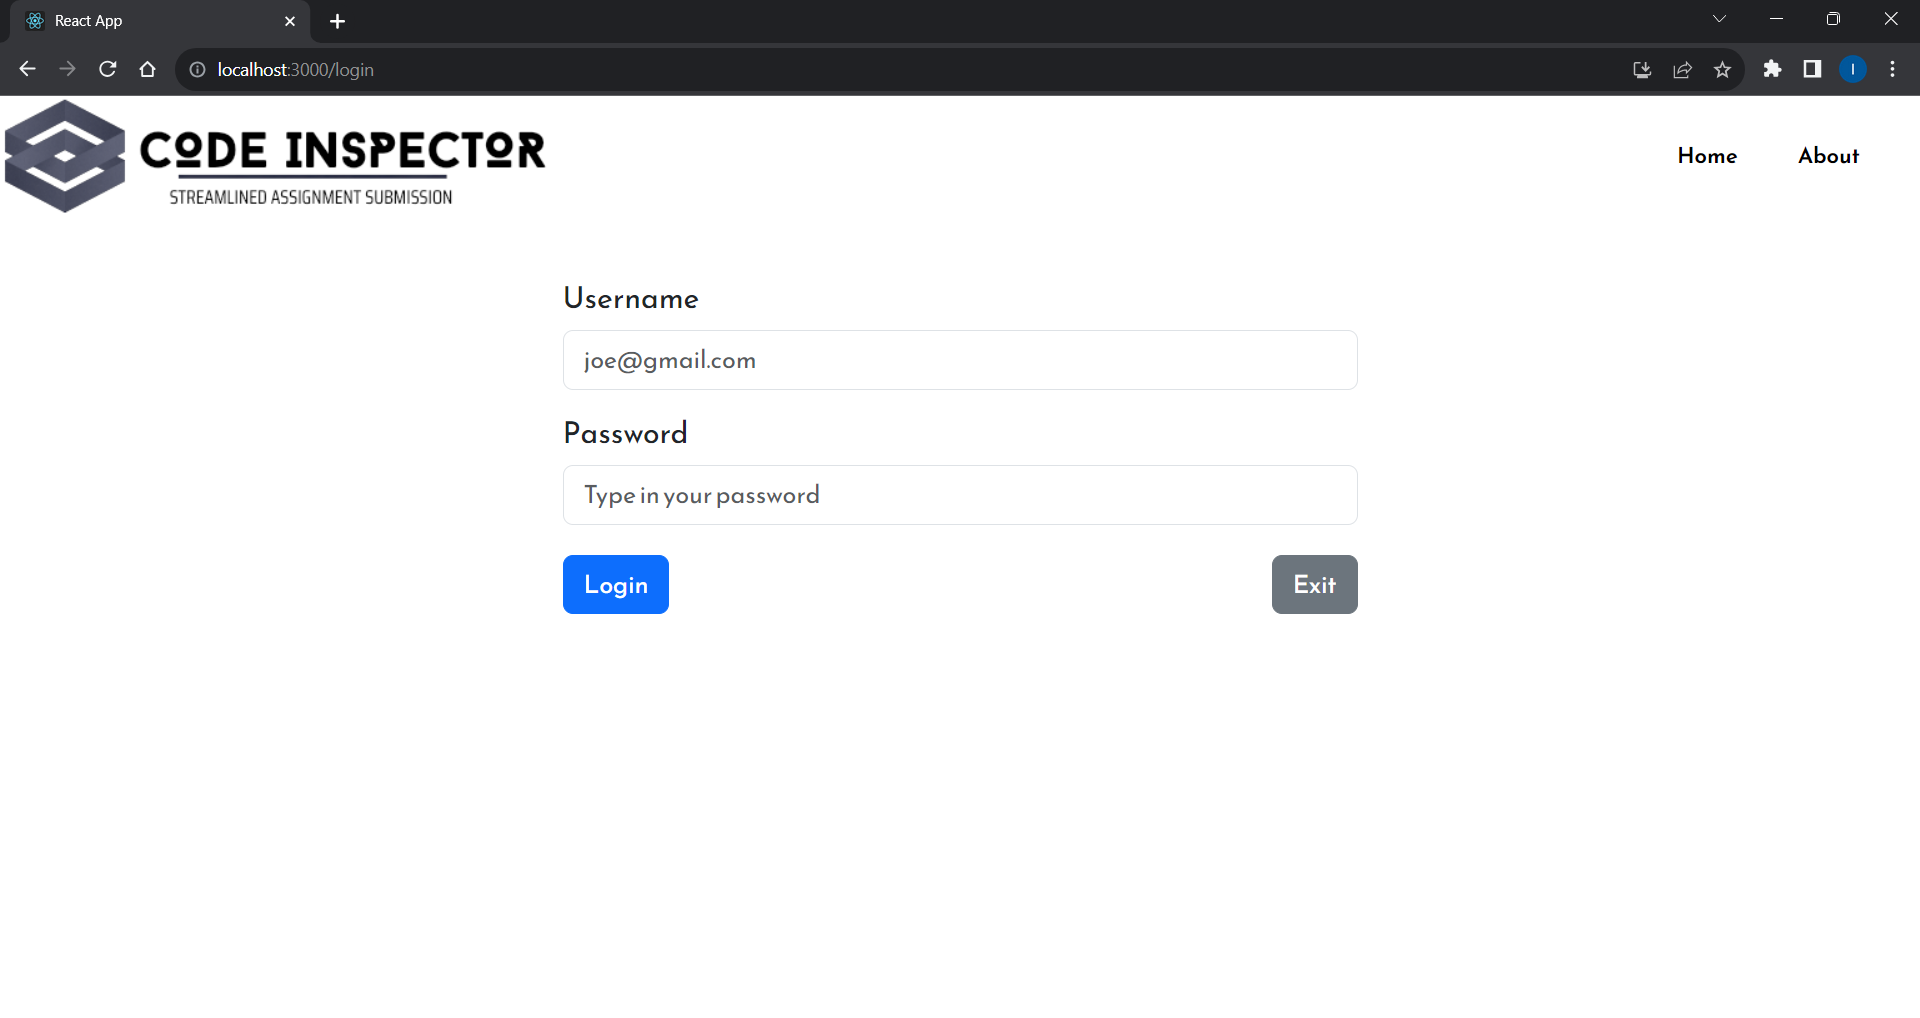 React App
localhost:3000/login
I
CODE INSPECTOR
STREAMLINED ASSIGNMENT SUBMISSION
Home
About
Username
joe@gmail.com
Password
Type in your password
Login
Exit